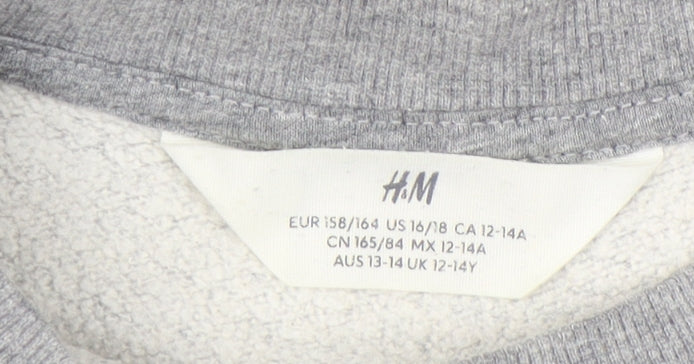 H&M
EUR 158/164 US 16/18 CA 12-14A
CN 165/84 MX 12-14A
AUS 13-14 UK 12-14Y